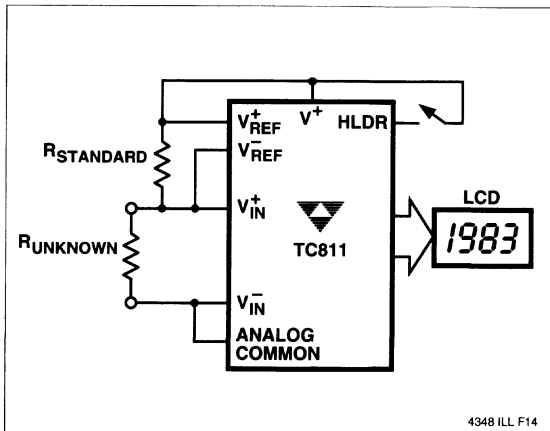 V+REF
V+
HLDR
RSTANDARD
V−REF
LCD
V+IN
1983
RUNKNOWN
TC811
V−IN
ANALOG
COMMON
4348 ILL F14